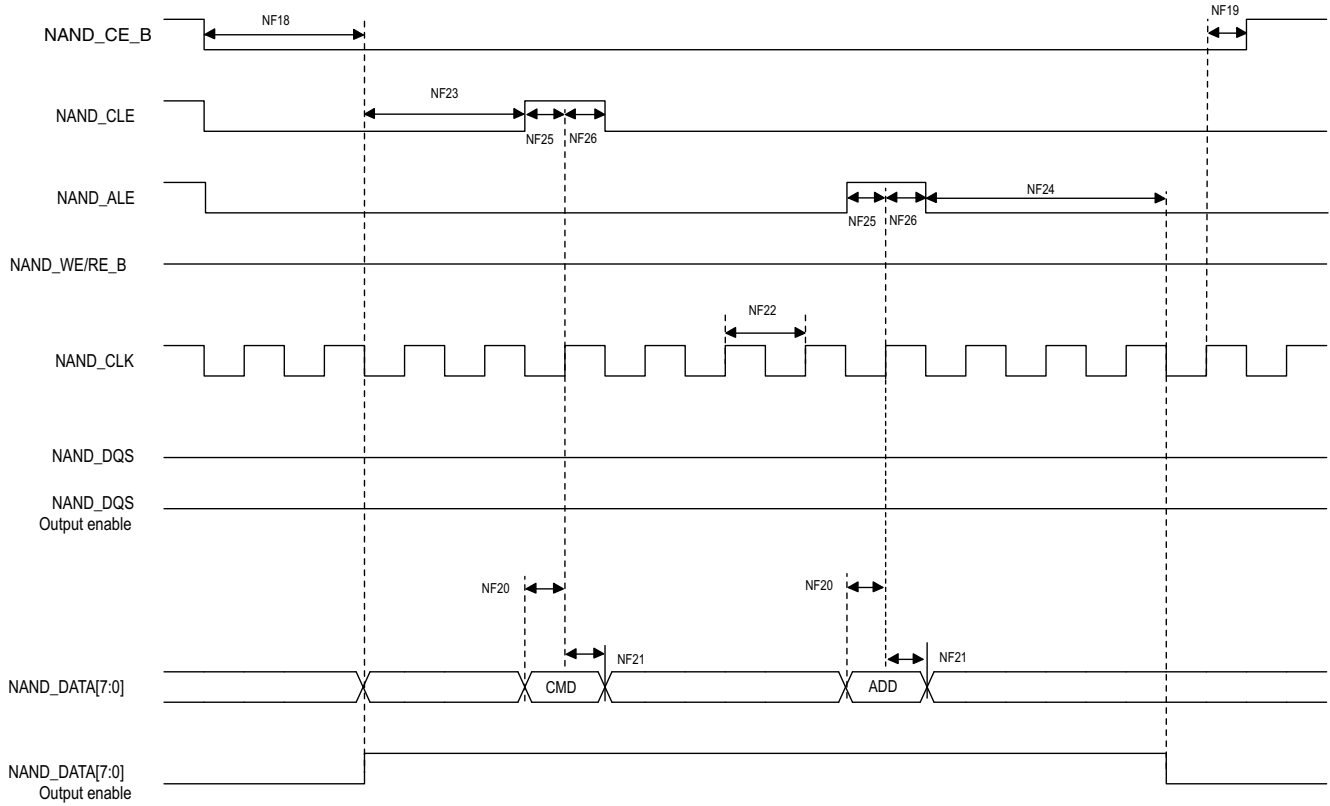 NF18
NF19
NAND_CE_B
NF23
NAND_CLE
NF25
NF26
NAND_ALE
NF24
NF25
NF26
NAND_WE/RE_B
NF22
NAND_CLK
NAND_DQS
NAND_DQS
Output enable
NF20
NF20
NF21
NF21
NAND_DATA[7:0]
CMD
ADD
NAND_DATA[7:0]
Output enable